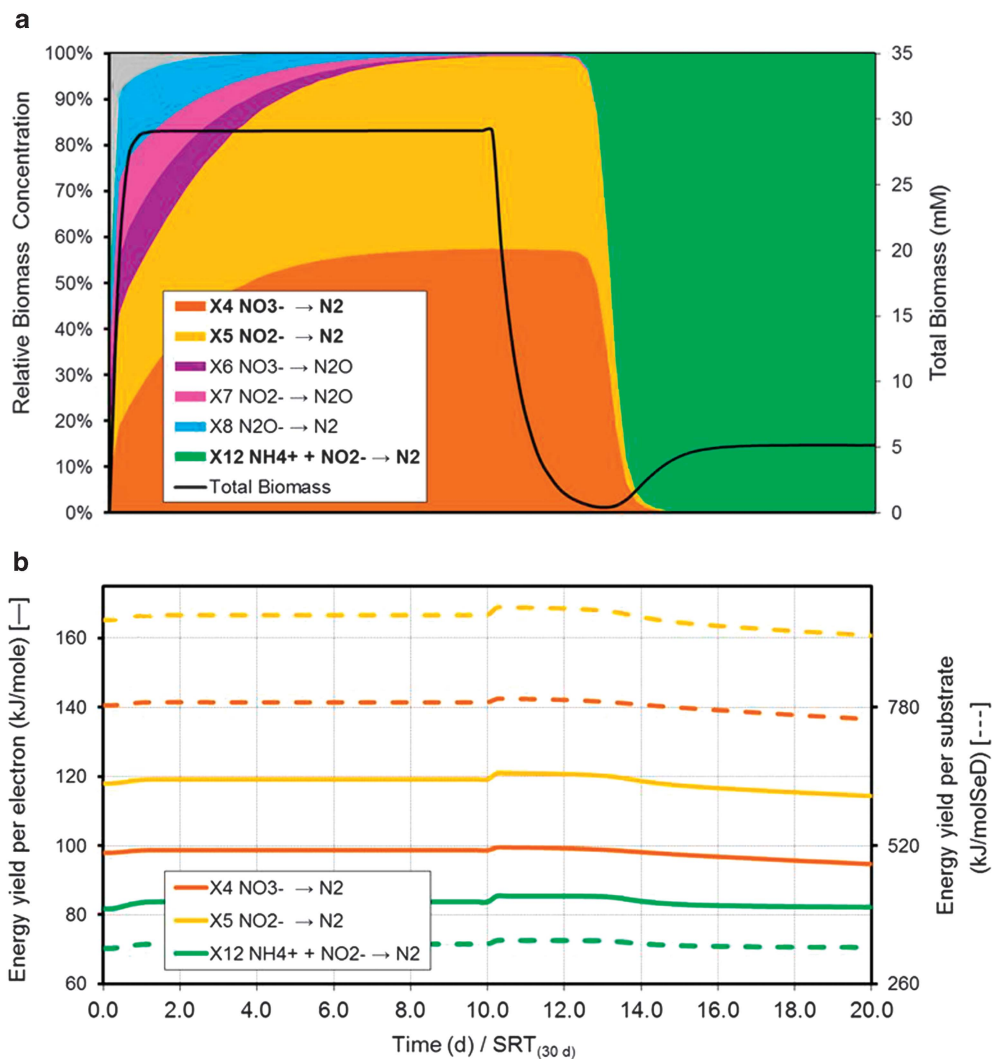 a
100%
90%
80%
70%
60%
50%
40%
30%
20%
10%
0%
Relative Biomass Concentration
35
30
25
20
15
10
5
0
Total Biomass (mM)
X4 NO3- → N2
X5 NO2- → N2
X6 NO3- → N2O
X7 NO2- → N2O
X8 N2O- → N2
X12 NH4+ + NO2- → N2
Total Biomass
b
160
140
120
100
80
60
Energy yield per electron (kJ/mole) [—]
780
520
260
Energy yield per substrate
(kJ/molSeD) [---]
X4 NO3- → N2
X5 NO2- → N2
X12 NH4+ + NO2- → N2
0.0 2.0 4.0 6.0 8.0 10.0 12.0 14.0 16.0 18.0 20.0
Time (d) / SRT(30 d)